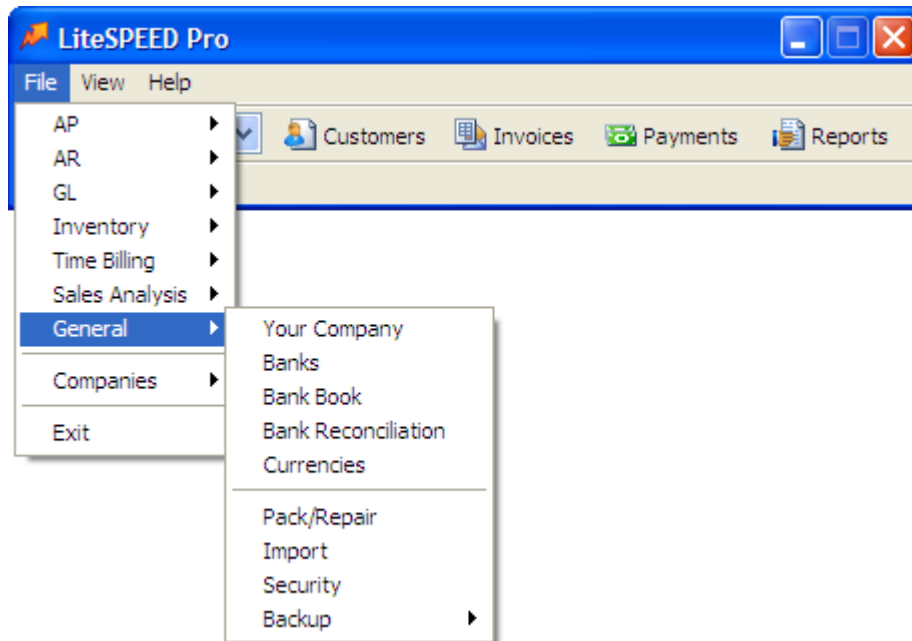 LiteSPEED Pro
File View Help
Customers Invoices Payments Reports
AP
AR
GL
Inventory
Time Billing
Sales Analysis
General
Companies
Exit
Your Company
Banks
Bank Book
Bank Reconciliation
Currencies
Pack/Repair
Import
Security
Backup